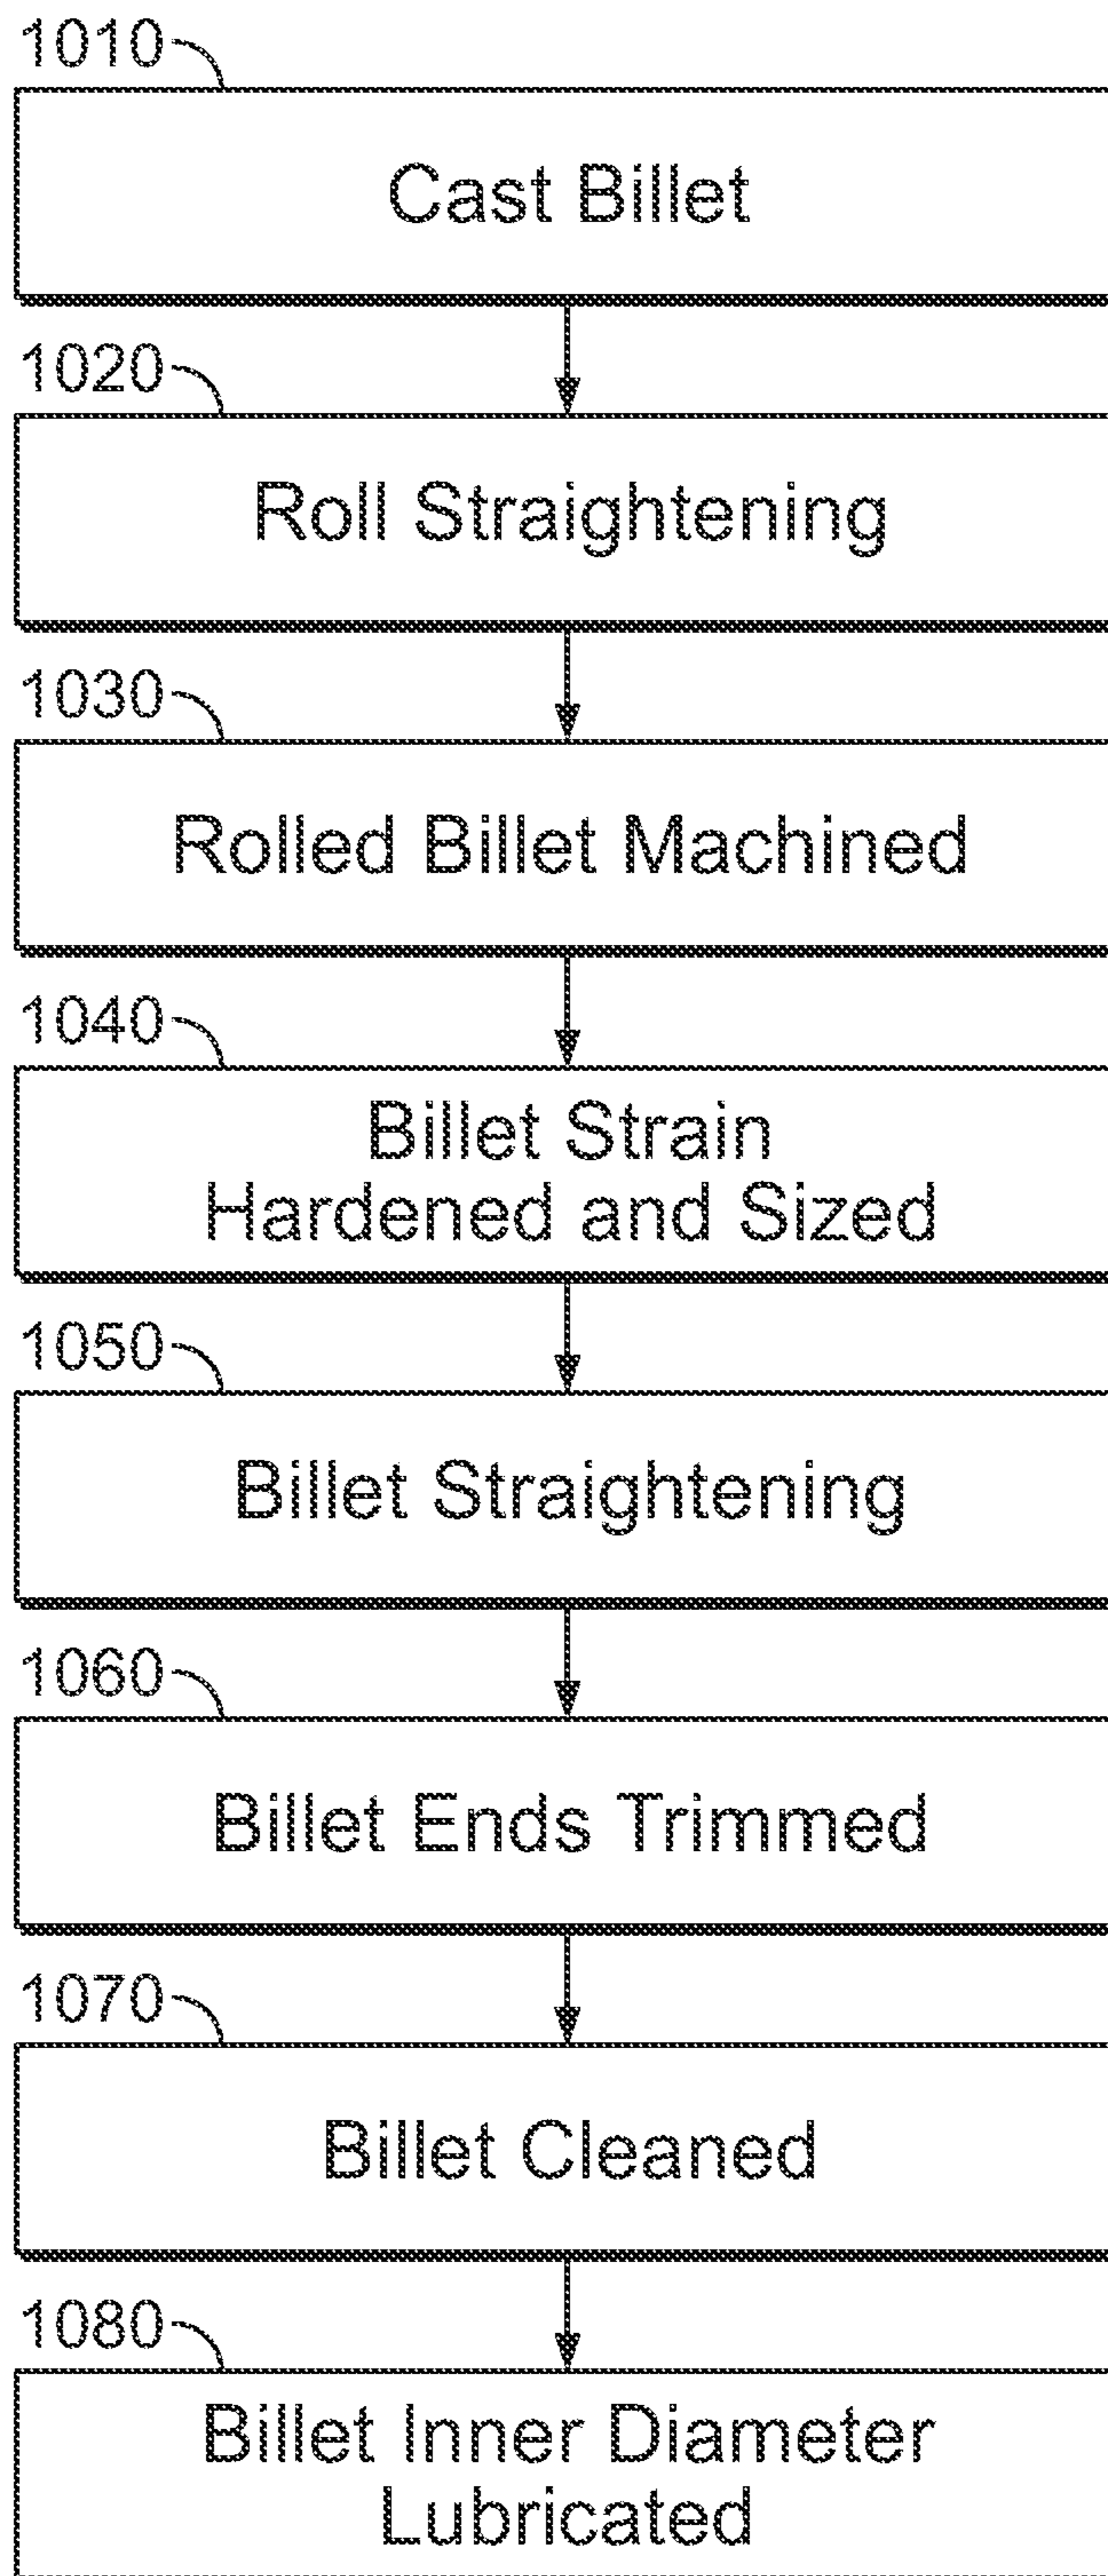 1010
Cast Billet
1020
Roll Straightening
1030
Rolled Billet Machined
1040
Billet Strain
Hardened and Sized
1050
Billet Straightening
1060
Billet Ends Trimmed
1070
Billet Cleaned
1080
Billet Inner Diameter
Lubricated